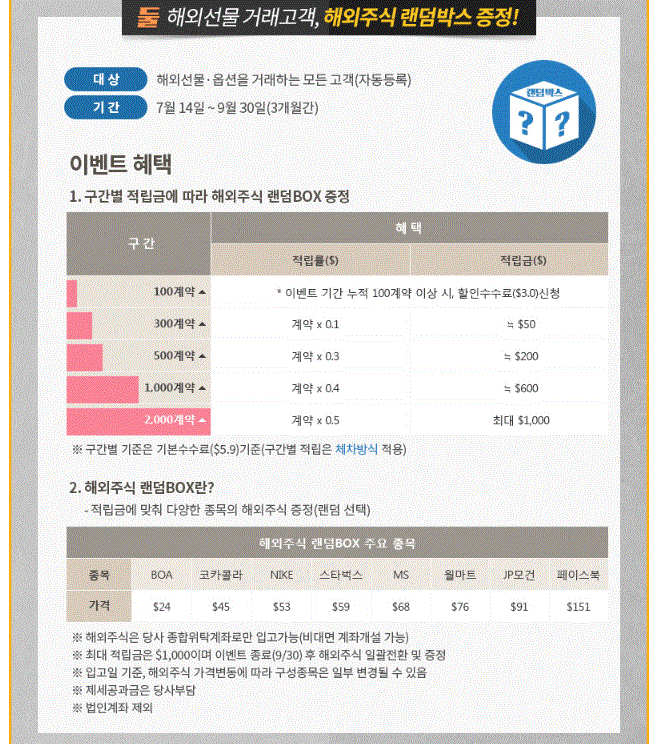 둘 해외선물 거래고객, 해외주식 랜덤박스 증정!
대 상 해외선물·옵션을 거래하는 모든 고객(자동등록)
기 간 7월 14일 ~ 9월 30일(3개월간)
랜덤박스
? ?
이벤트 혜택
1. 구간별 적립금에 따라 해외주식 랜덤BOX 증정
구 간 혜 택
적립률($) 적립금($)
100계약 ▲ * 이벤트 기간 누적 100계약 이상 시, 할인수수료($3.0)신청
300계약 ▲ 계약 x 0.1 ≒ $50
500계약 ▲ 계약 x 0.3 ≒ $200
1,000계약 ▲ 계약 x 0.4 ≒ $600
2,000계약 ▲ 계약 x 0.5 최대 $1,000
※ 구간별 기준은 기본수수료($5.9)기준(구간별 적립은 체차방식 적용)
2. 해외주식 랜덤BOX란?
- 적립금에 맞춰 다양한 종목의 해외주식 증정(랜덤 선택)
해외주식 랜덤BOX 주요 종목
종목 BOA 코카콜라 NIKE 스타벅스 MS 월마트 JP모건 페이스북
가격 $24 $45 $53 $59 $68 $76 $91 $151
※ 해외주식은 당사 종합위탁계좌로만 입고가능(비대면 계좌개설 가능)
※ 최대 적립금은 $1,000이며 이벤트 종료(9/30) 후 해외주식 일괄전환 및 증정
※ 입고일 기준, 해외주식 가격변동에 따라 구성종목은 일부 변경될 수 있음
※ 제세공과금은 당사부담
※ 법인계좌 제외